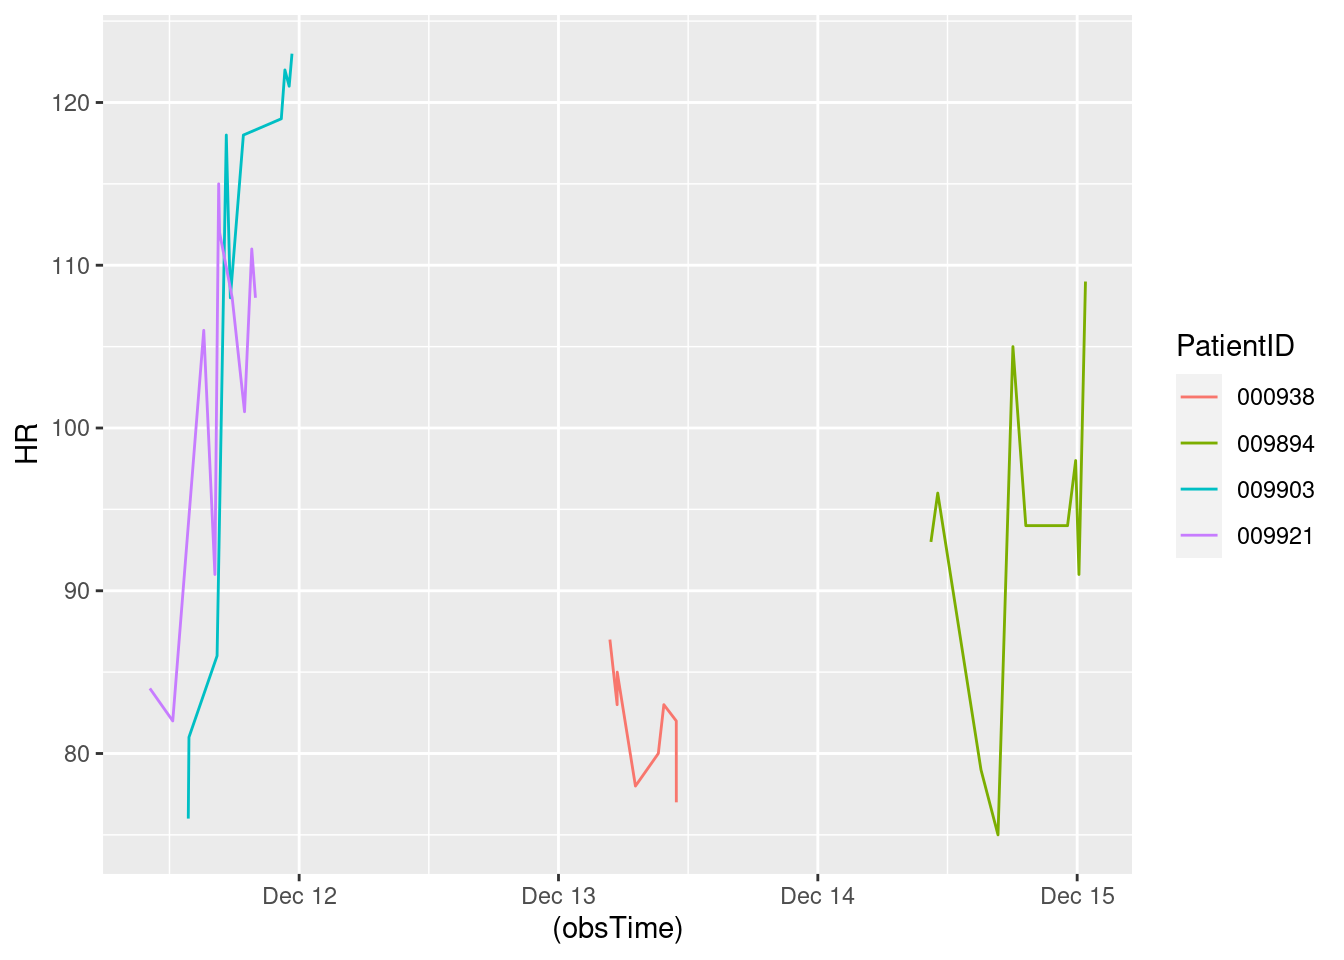 120
110
100
90
80
HR
Dec 12
Dec 13
Dec 14
Dec 15
(obsTime)
PatientID
000938
009894
009903
009921